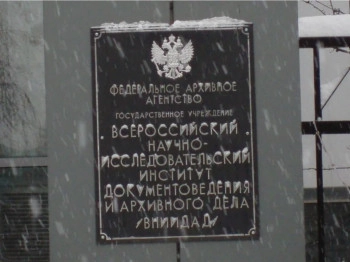 ФЕДЕРАЛЬНОЕ АРХИВНОЕ
АГЕНТСТВО
ГОСУДАРСТВЕННОЕ УЧРЕЖДЕНИЕ
ВСЕРОССИЙСКИЙ
НАУЧНО-
ИССЛЕДОВАТЕЛЬСКИЙ
ИНСТИТУТ
ДОКУМЕНТОВЕДЕНИЯ
И АРХИВНОГО ДЕЛА
/ВНИИДАД/